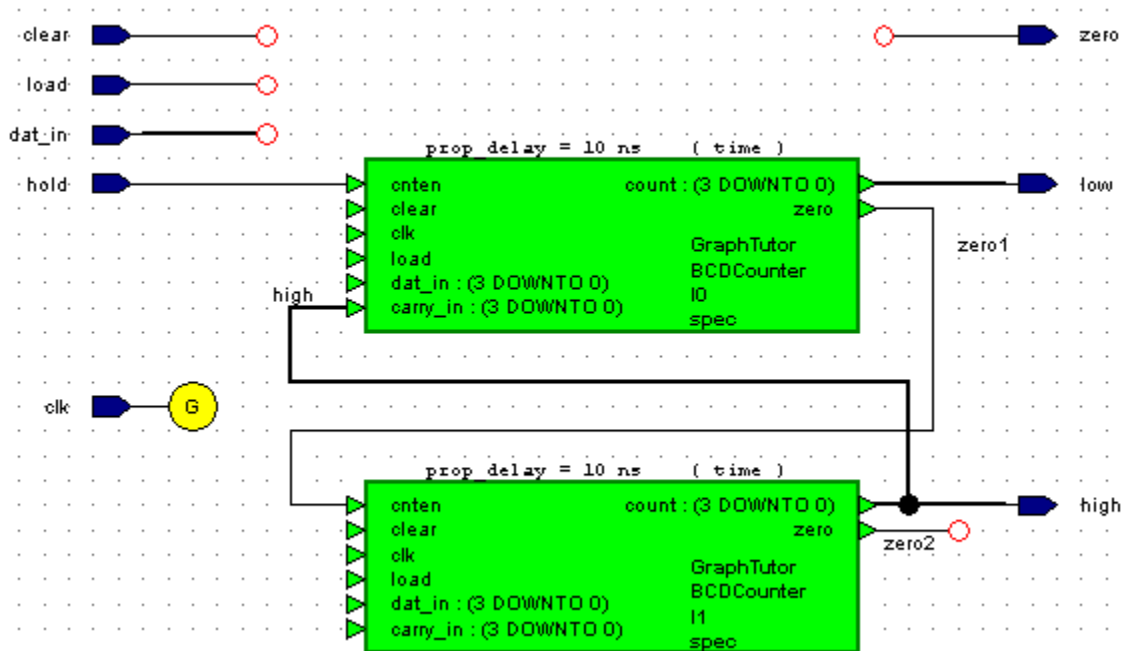 clear
zero
load
dat_in
prop_delay = 10 ns ( time )
hold
cnten
count : (3 DOWNTO 0)
low
clear
zero
clk
GraphTutor
zero1
load
BCDCounter
dat_in : (3 DOWNTO 0)
I0
high
carry_in : (3 DOWNTO 0)
spec
clk
G
prop_delay = 10 ns ( time )
cnten
count : (3 DOWNTO 0)
high
clear
zero
zero2
clk
GraphTutor
load
BCDCounter
dat_in : (3 DOWNTO 0)
I1
carry_in : (3 DOWNTO 0)
spec